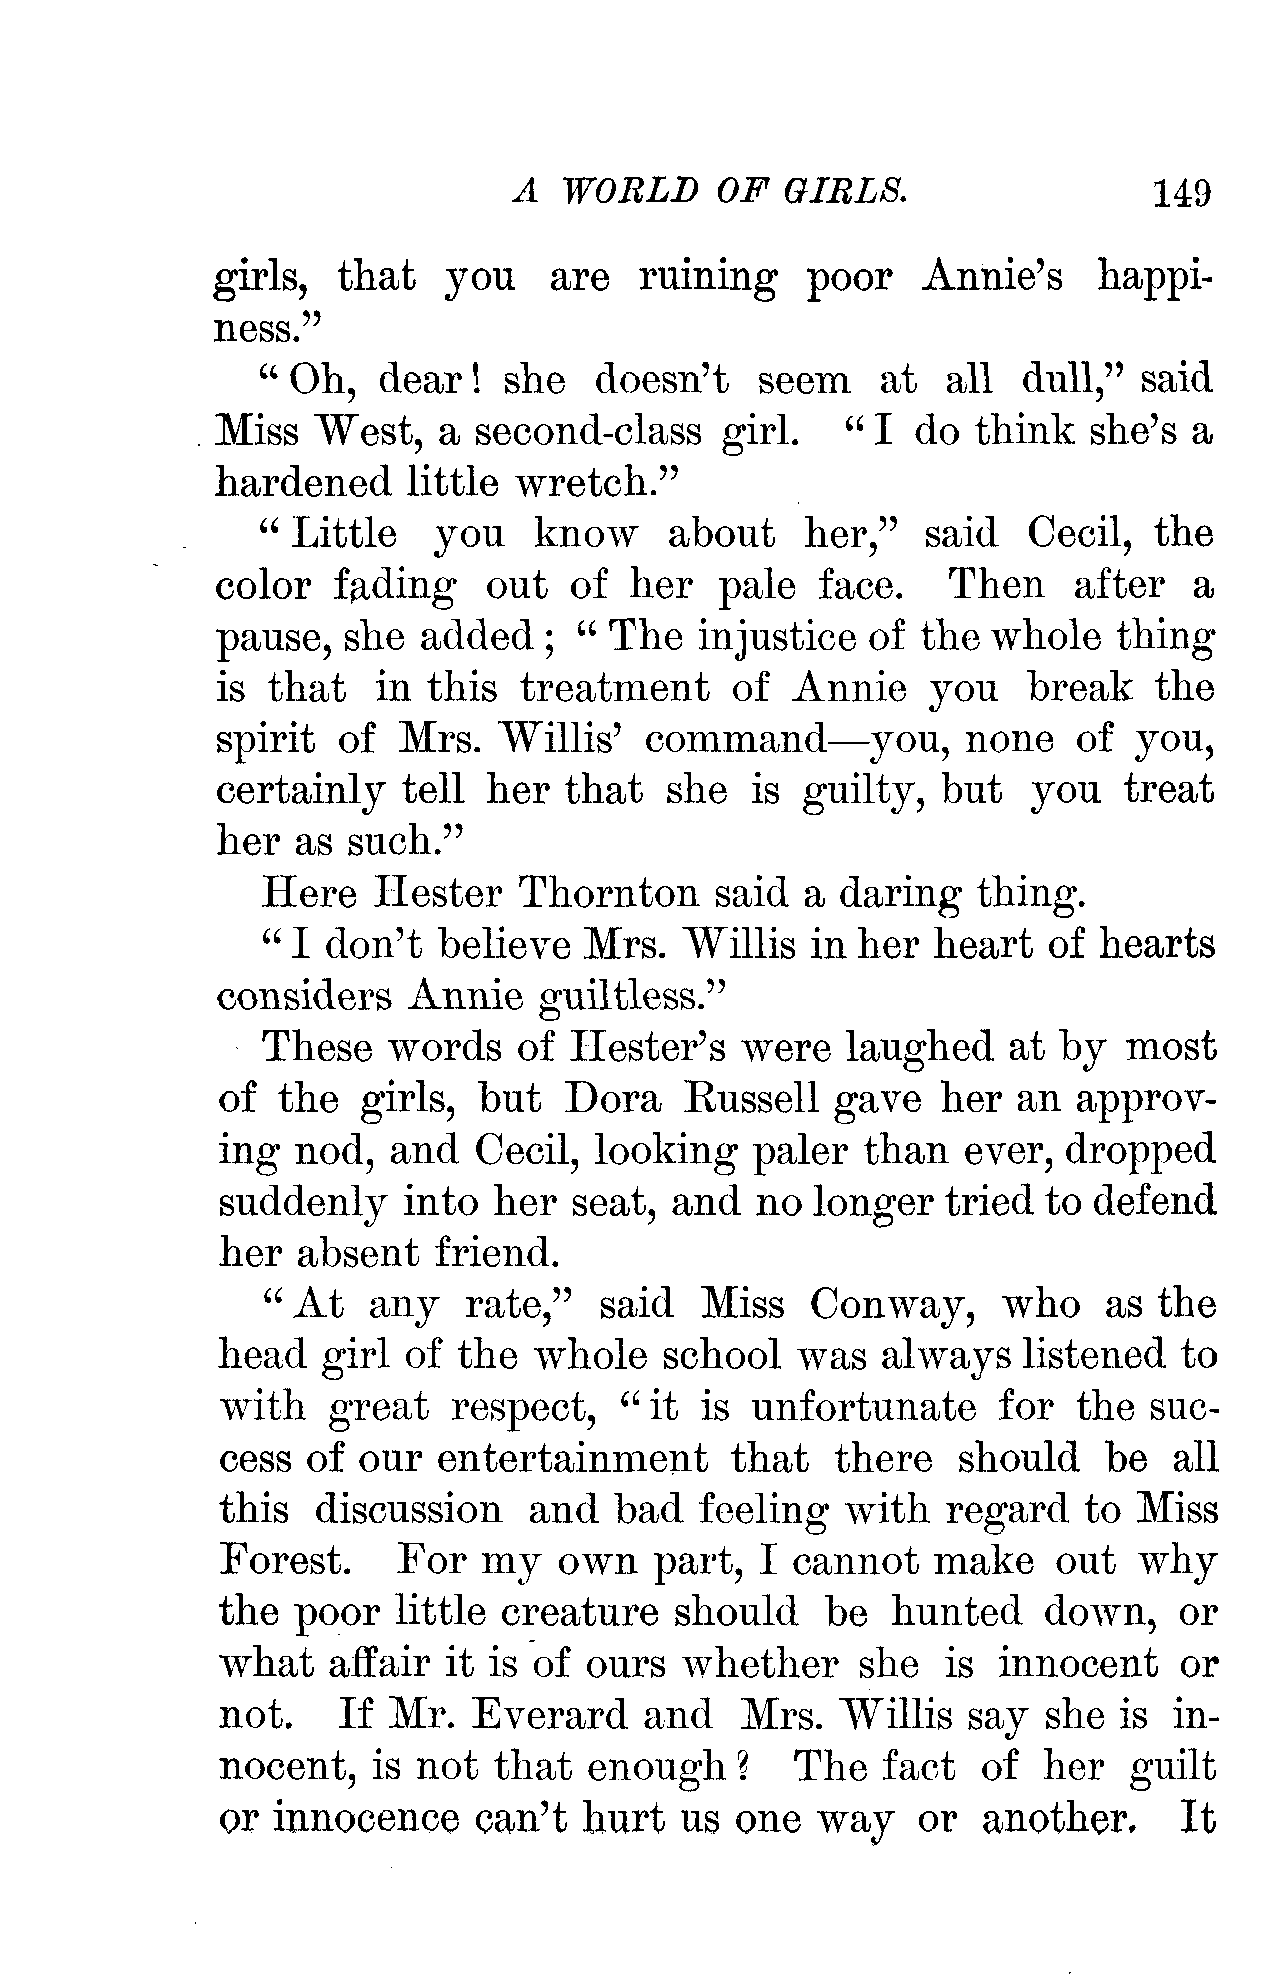 A WORLD OF GIRLS. 149
girls, that you are ruining poor Annie's happi-
ness."
"Oh, dear! she doesn't seem at all dull," said
Miss West, a second-class girl. "I do think she's a
hardened little wretch."
"Little you know about her," said Cecil, the
color fading out of her pale face. Then after a
pause, she added; "The injustice of the whole thing
is that in this treatment of Annie you break the
spirit of Mrs. Willis' command—you, none of you,
certainly tell her that she is guilty, but you treat
her as such."
Here Hester Thornton said a daring thing.
"I don't believe Mrs. Willis in her heart of hearts
considers Annie guiltless."
These words of Hester's were laughed at by most
of the girls, but Dora Russell gave her an approv-
ing nod, and Cecil, looking paler than ever, dropped
suddenly into her seat, and no longer tried to defend
her absent friend.
"At any rate," said Miss Conway, who as the
head girl of the whole school was always listened to
with great respect, "it is unfortunate for the suc-
cess of our entertainment that there should be all
this discussion and bad feeling with regard to Miss
Forest. For my own part, I cannot make out why
the poor little creature should be hunted down, or
what affair it is of ours whether she is innocent or
not. If Mr. Everard and Mrs. Willis say she is in-
nocent, is not that enough? The fact of her guilt
or innocence can't hurt us one way or another. It